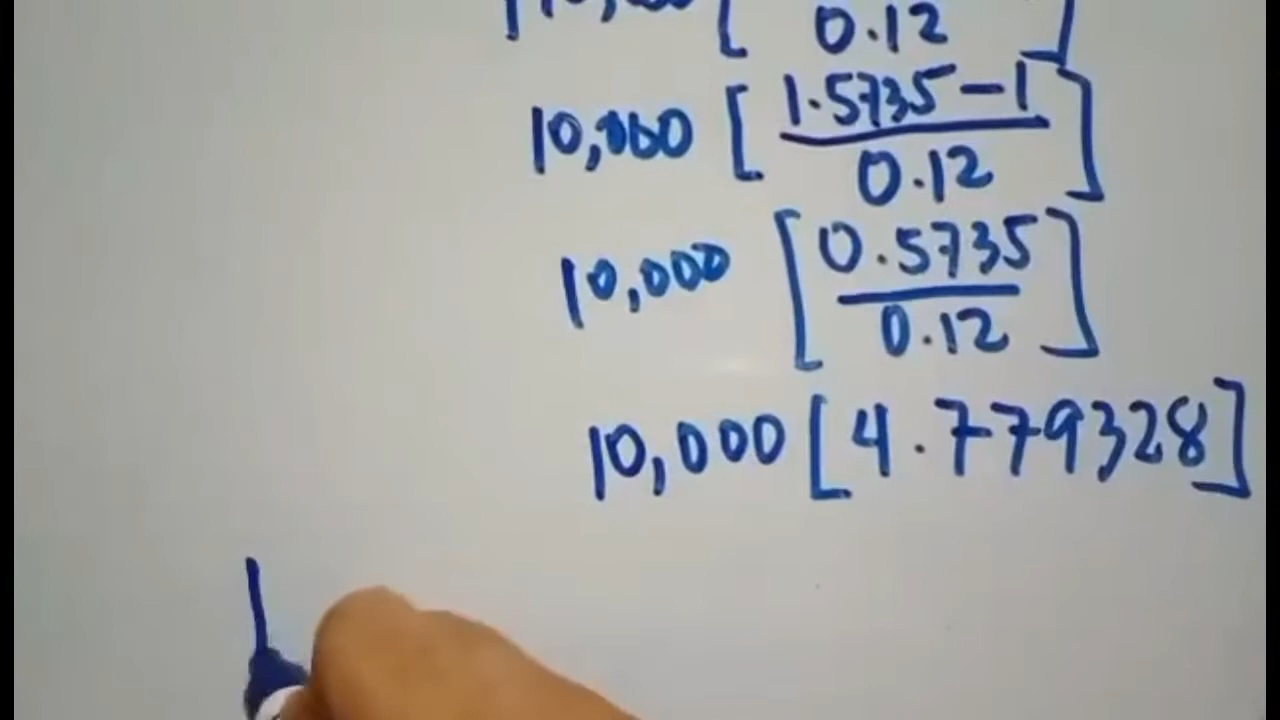 0.12
10,000 [ 1.5735 - 1
0.12 ]
10,000 [ 0.5735
0.12 ]
10,000 [ 4.779328 ]